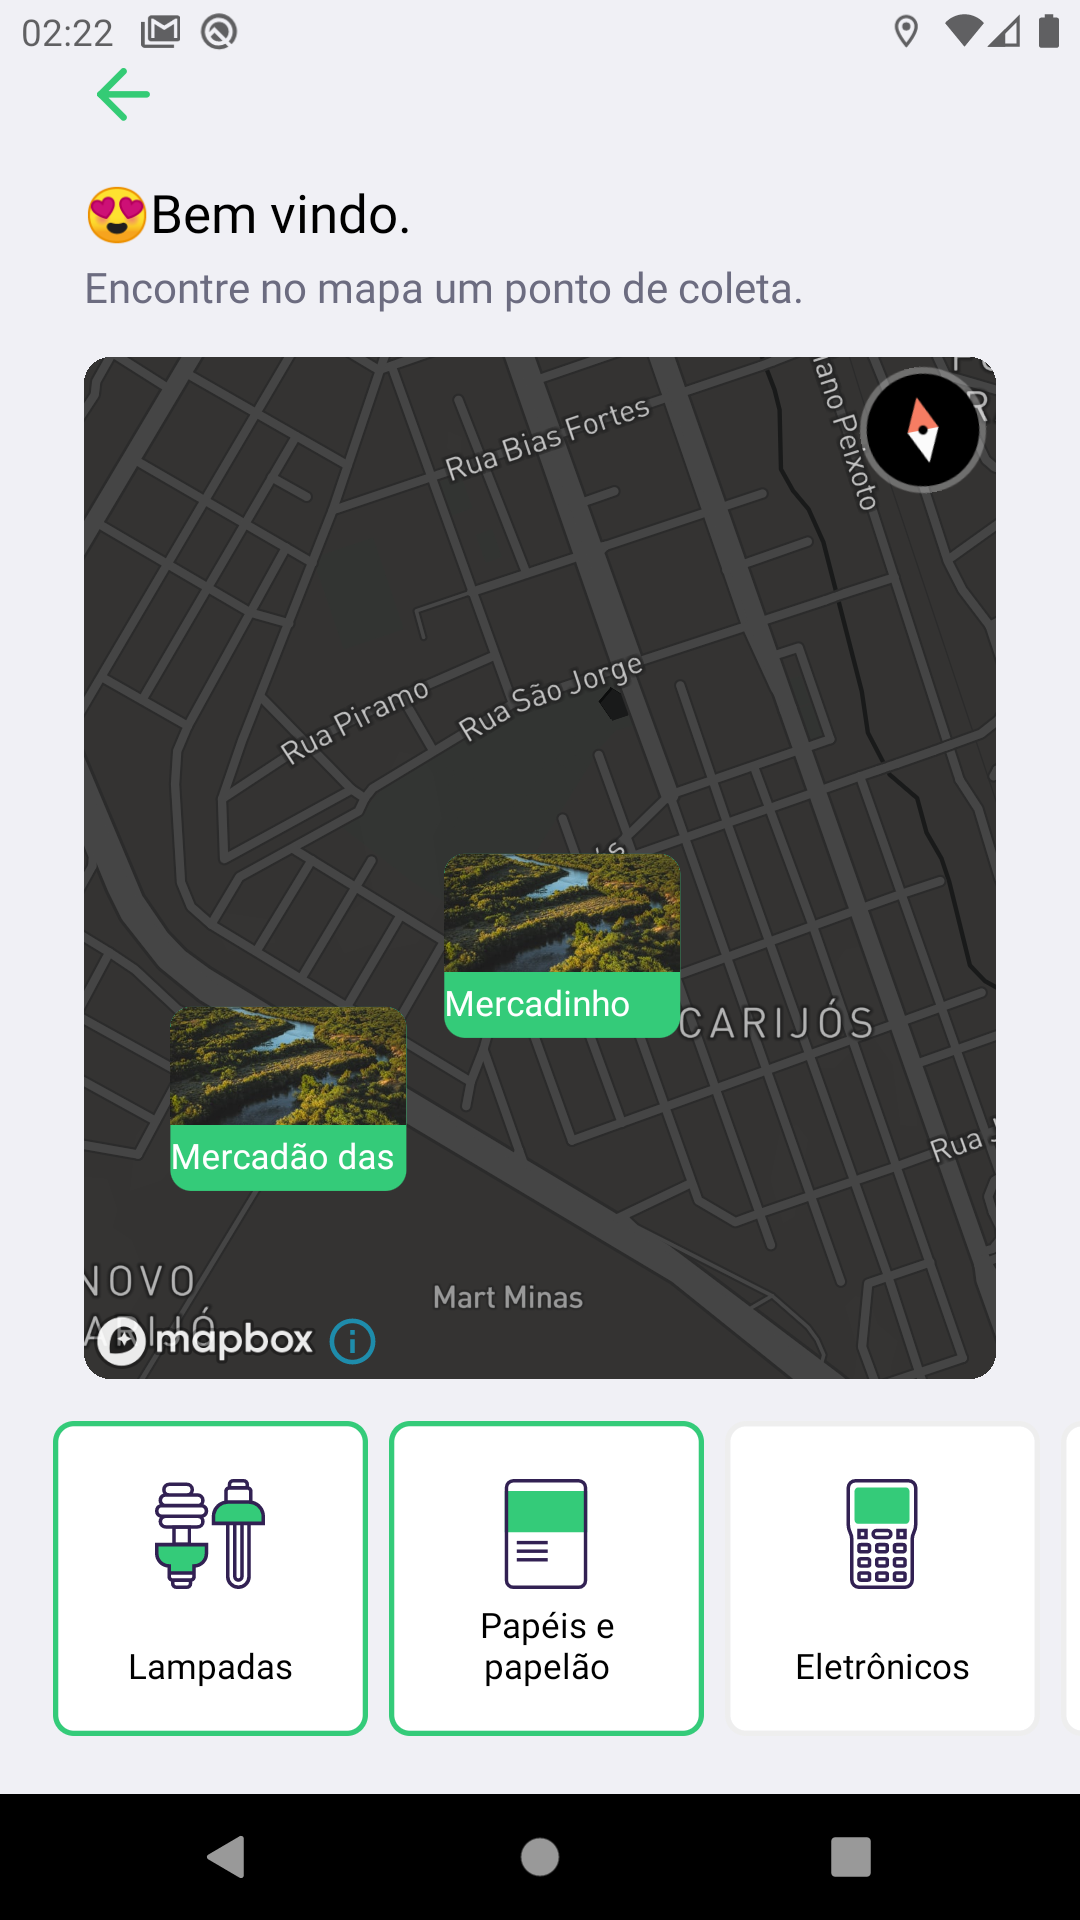 02:22
😍Bem vindo.
Encontre no mapa um ponto de coleta.
Rua Bias Fortes
Peixoto
R
Rua Piramo
Rua São Jorge
Mercadinho
CARIJÓS
Mercadão das
Rua
NOVO
Mart Minas
mapbox
Lampadas
Papéis e
papelão
Eletrônicos